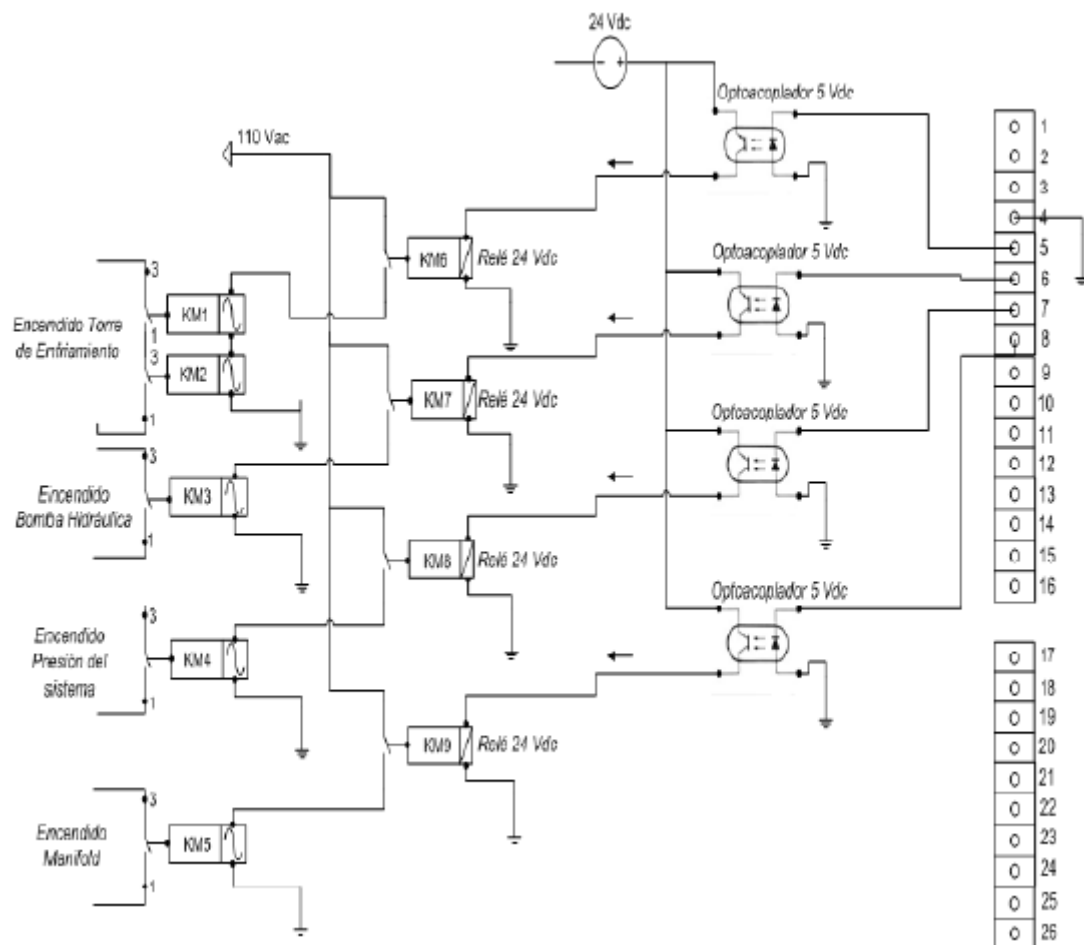 24 Vdc
Optoacoplador 5 Vdc
110 Vac
KM6
Relé 24 Vdc
3
KM1
1
Encendido Torre
de Enfriamiento
3
KM2
1
Optoacoplador 5 Vdc
KM7
Relé 24 Vdc
3
Encendido
Bomba Hidráulica
KM3
1
Optoacoplador 5 Vdc
KM8
Relé 24 Vdc
3
Encendido
Presión del
sistema
KM4
1
Optoacoplador 5 Vdc
KM9
Relé 24 Vdc
3
Encendido
Manifold
KM5
1
1
2
3
4
5
6
7
8
9
10
11
12
13
14
15
16
17
18
19
20
21
22
23
24
25
26